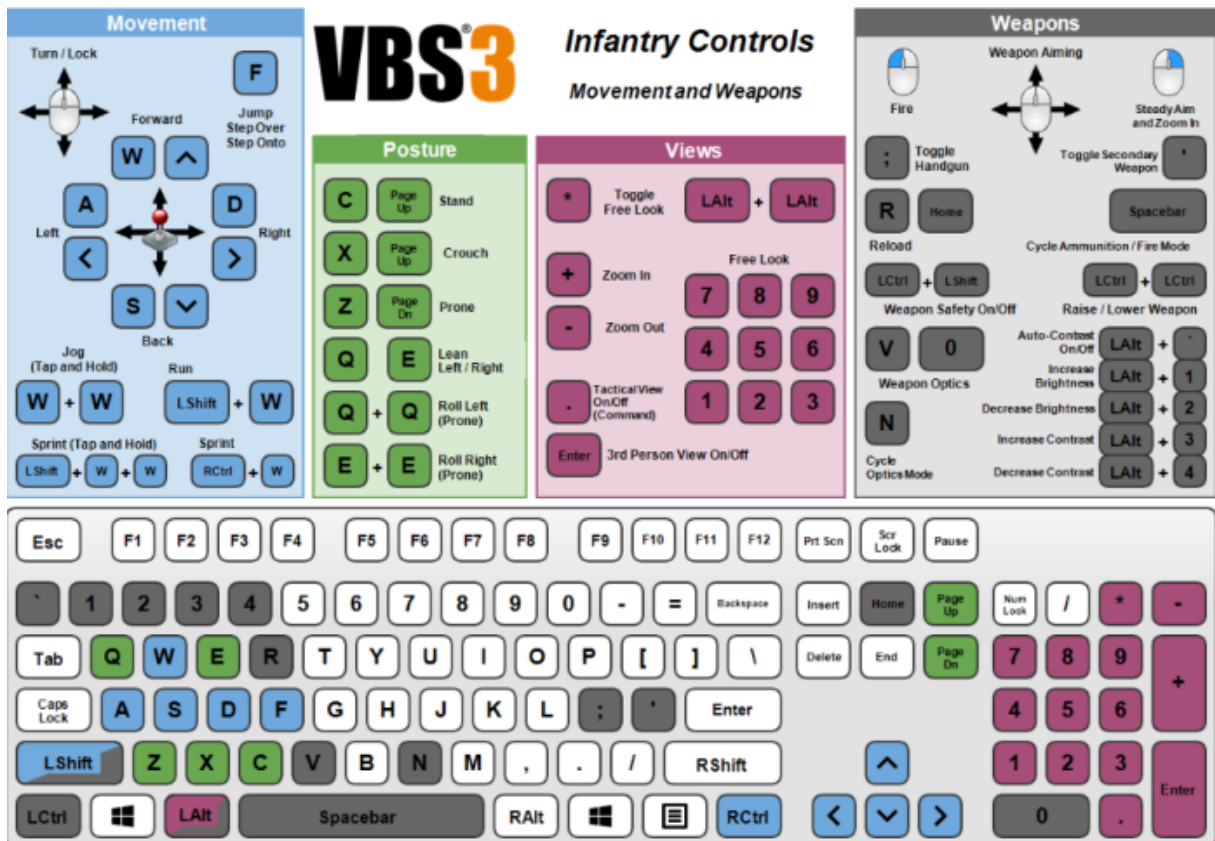 Movement
Turn / Lock
F
Jump
Step Over
Step Onto
Forward
W
A
D
Left
Right
S
Back
Jog
(Tap and Hold)
W + W
Run
LShift + W
Sprint (Tap and Hold)
LShift + W + W
Sprint
RCtrl + W
VBS®3
Infantry Controls
Movement and Weapons
Posture
C Page Up Stand
X Page Up Crouch
Z Page Dn Prone
Q E Lean Left / Right
Q + Q Roll Left (Prone)
E + E Roll Right (Prone)
Views
* Toggle Free Look LAlt + LAlt
+ Zoom In
- Zoom Out
Free Look
7 8 9
4 5 6
1 2 3
. Tactical View On/Off (Command)
Enter 3rd Person View On/Off
Weapons
Fire
Weapon Aiming
Steady Aim
and Zoom In
; Toggle Handgun
Toggle Secondary Weapon '
R Home
Reload
Spacebar
Cycle Ammunition / Fire Mode
LCtrl + LShift
Weapon Safety On/Off
LCtrl + LCtrl
Raise / Lower Weapon
V 0
Weapon Optics
N
Cycle
Optics Mode
Auto-Contrast On/Off LAlt + `
Increase Brightness LAlt + 1
Decrease Brightness LAlt + 2
Increase Contrast LAlt + 3
Decrease Contrast LAlt + 4
Esc F1 F2 F3 F4 F5 F6 F7 F8 F9 F10 F11 F12 Prt Scn Scr Lock Pause
` 1 2 3 4 5 6 7 8 9 0 - = Backspace Insert Home Page Up Num Lock / * -
Tab Q W E R T Y U I O P [ ] \ Delete End Page Dn 7 8 9 +
Caps Lock A S D F G H J K L ; ' Enter 4 5 6
LShift Z X C V B N M , . / RShift 1 2 3 Enter
LCtrl LAlt Spacebar RAlt RCtrl 0 .